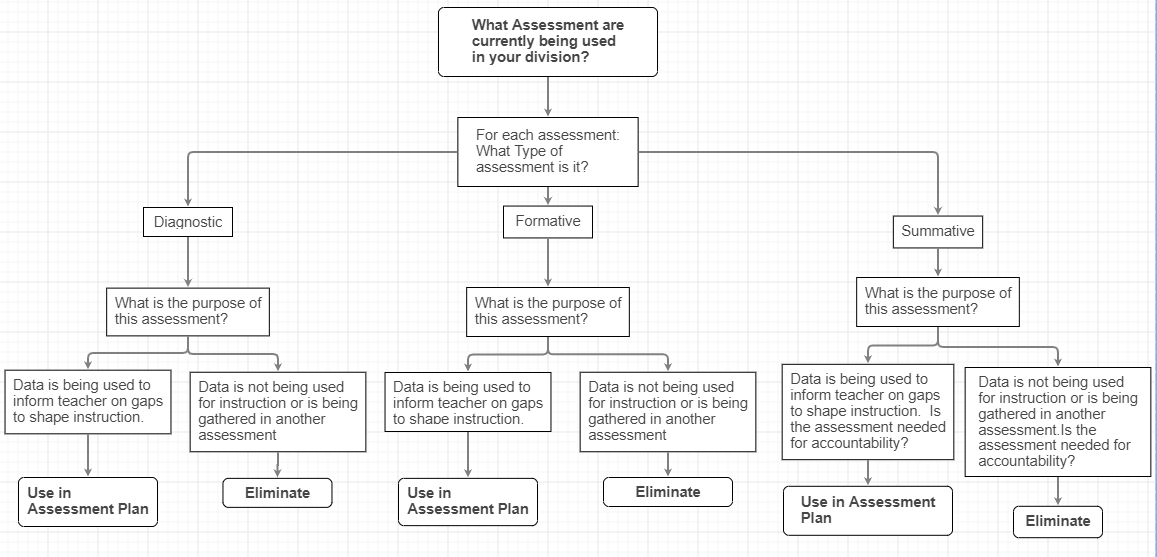 What Assessment are
currently being used
in your division?
For each assessment:
What Type of
assessment is it?
Diagnostic
Formative
Summative
What is the purpose of
this assessment?
What is the purpose of
this assessment?
What is the purpose of
this assessment?
Data is being used to
inform teacher on gaps
to shape instruction.
Data is not being used
for instruction or is being
gathered in another
assessment
Data is being used to
inform teacher on gaps
to shape instruction.
Data is not being used
for instruction or is being
gathered in another
assessment
Data is being used to
inform teacher on gaps
to shape instruction.  Is
the assessment needed
for accountability?
Data is not being used
for instruction or is being
gathered in another
assessment.Is the
assessment needed for
accountability?
Use in
Assessment Plan
Eliminate
Use in
Assessment Plan
Eliminate
Use in Assessment
Plan
Eliminate